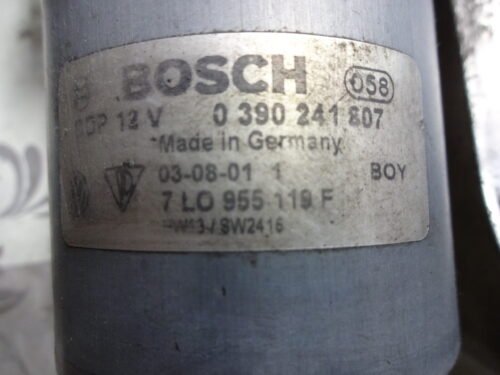 BOSCH 058
12 V 0 390 241 807
Made in Germany
03-08-01 1 BOY
7 L0 955 119 F
SW2416